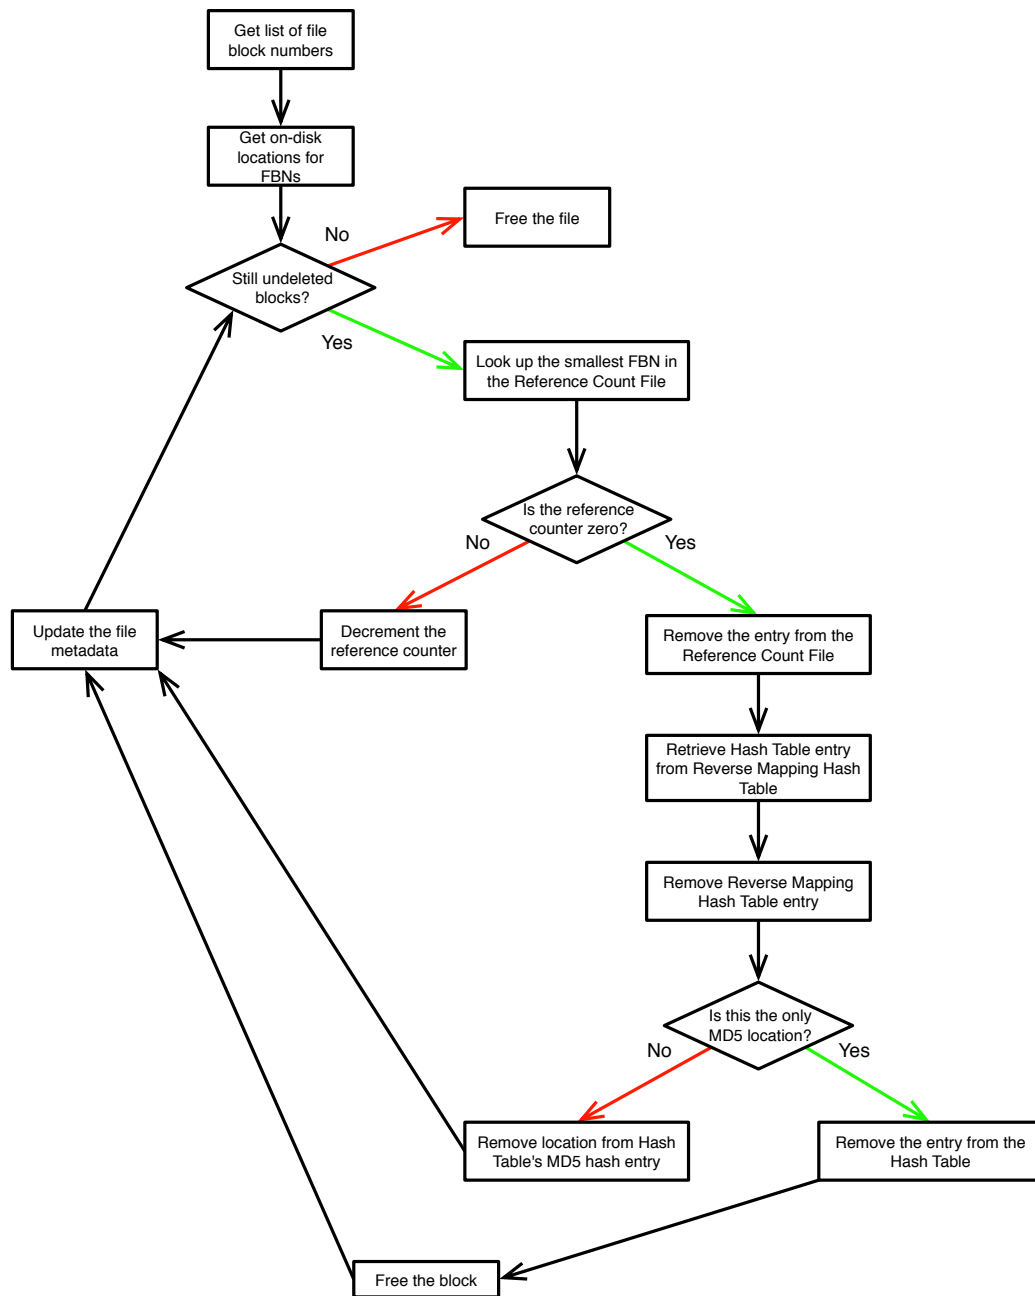 Get list of file
block numbers
Get on-disk
locations for
FBNs
No
Free the file
Still undeleted
blocks?
Yes
Look up the smallest FBN in
the Reference Count File
Is the reference
counter zero?
No
Yes
Update the file
metadata
Decrement the
reference counter
Remove the entry from the
Reference Count File
Retrieve Hash Table entry
from Reverse Mapping Hash
Table
Remove Reverse Mapping
Hash Table entry
Is this the only
MD5 location?
No
Yes
Remove location from Hash
Table's MD5 hash entry
Remove the entry from the
Hash Table
Free the block